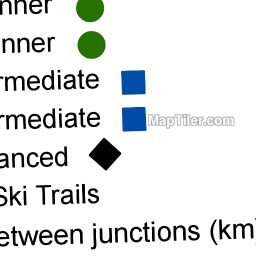 nner
nner
rmediate
rmediate
MapTiler.com
anced
Ski Trails
etween junctions (km)